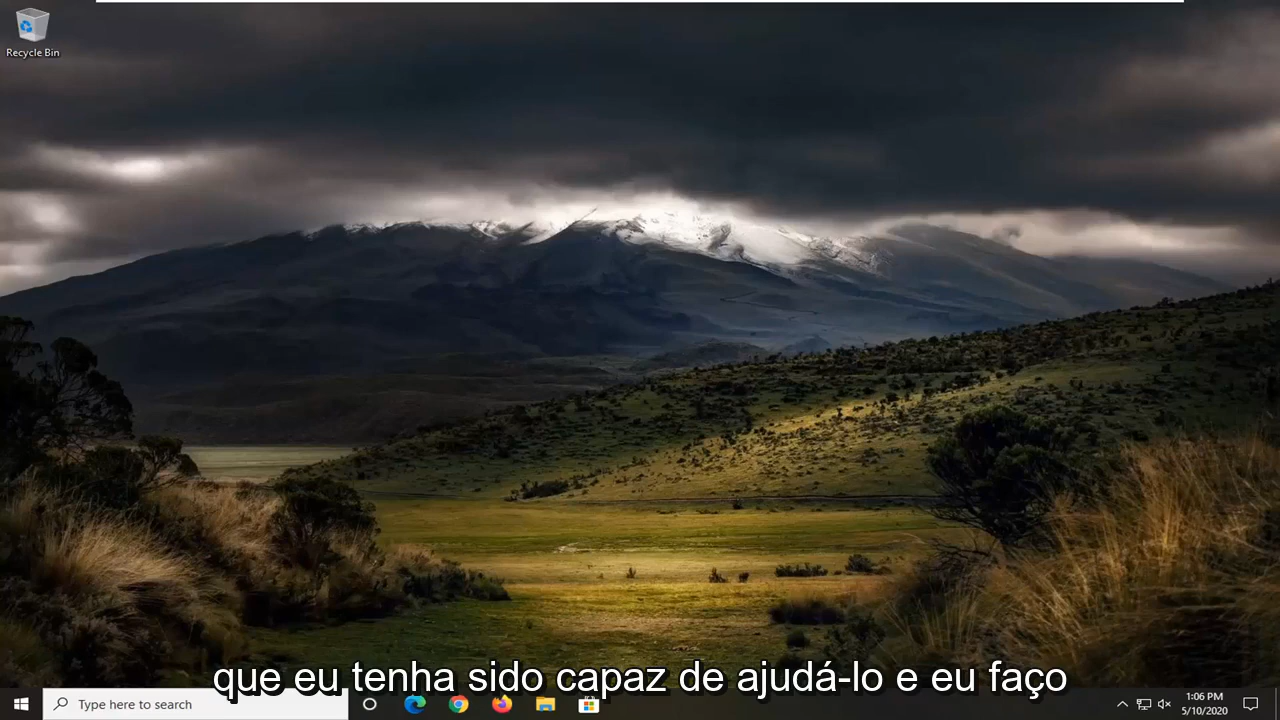 Recycle Bin
que eu tenha sido capaz de ajudá-lo e eu faço
Type here to search
1:06 PM
5/10/2020